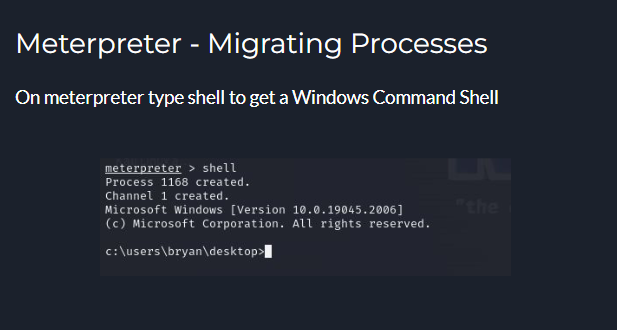 Meterpreter - Migrating Processes
On meterpreter type shell to get a Windows Command Shell
meterpreter > shell
Process 1168 created.
Channel 1 created.
Microsoft Windows [Version 10.0.19045.2006]
(c) Microsoft Corporation. All rights reserved.
"the
c:\users\bryan\desktop>